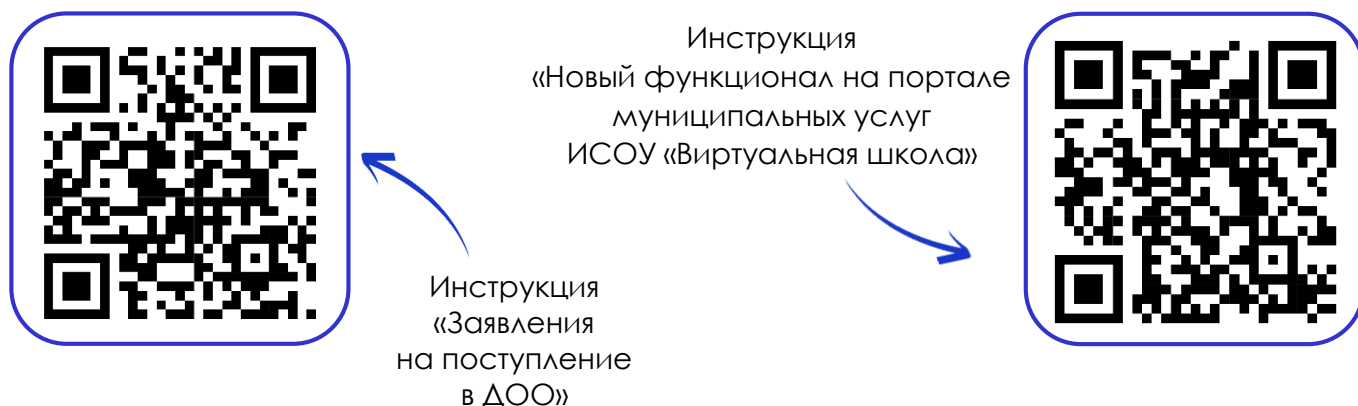 Инструкция
«Новый функционал на портале
муниципальных услуг
ИСОУ «Виртуальная школа»
Инструкция
«Заявления
на поступление
в ДОО»